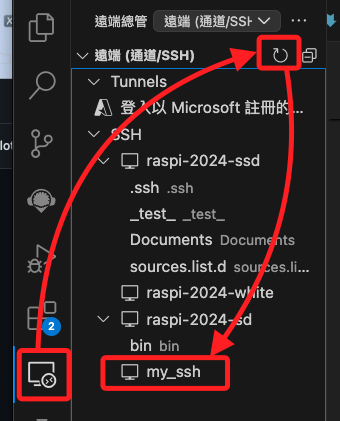 遠端總管 遠端 (通道/SSH
遠端 (通道/SSH)
Tunnels
登入以 Microsoft 註冊的...
SSH
raspi-2024-ssd
.ssh .ssh
_test_ _test_
Documents Documents
sources.list.d sources.li...
raspi-2024-white
raspi-2024-sd
bin bin
2
my_ssh